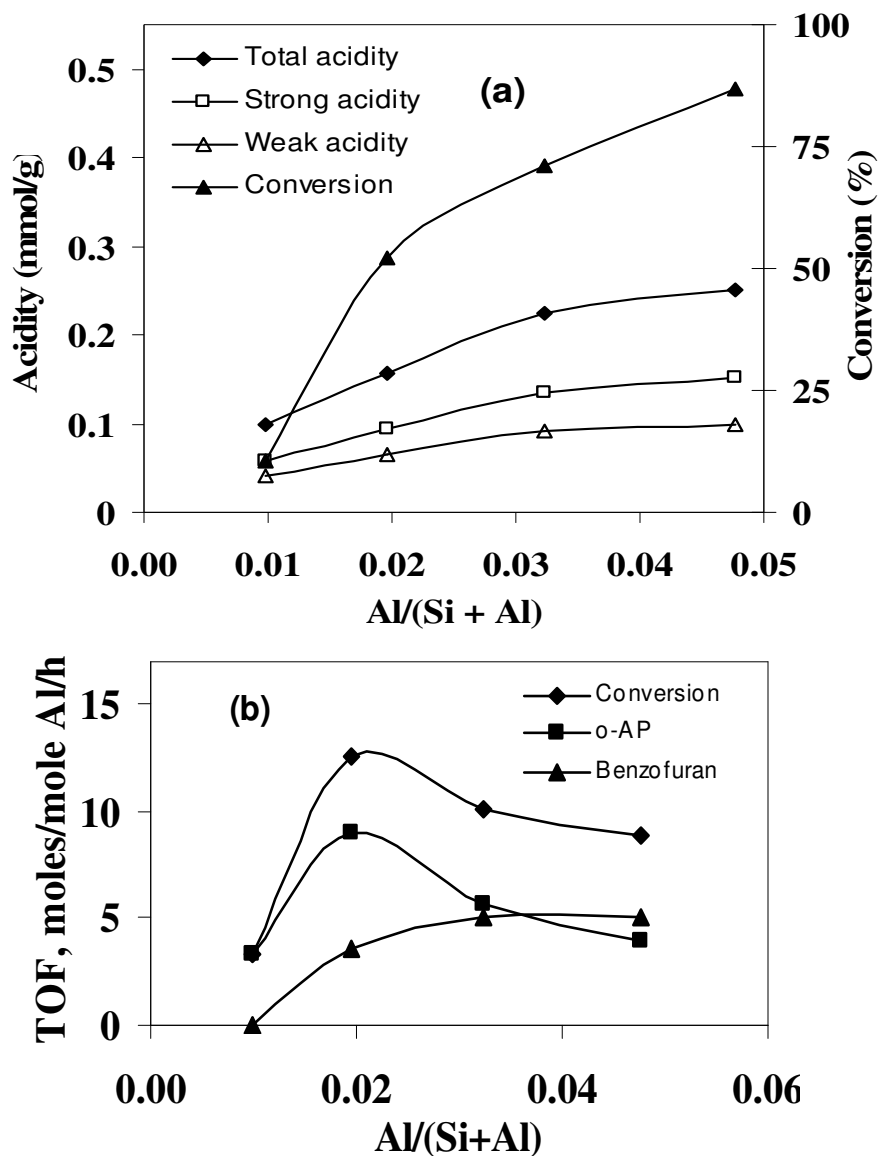 Total acidity
Strong acidity
Weak acidity
Conversion
(a)
Acidity (mmol/g)
0.5
0.4
0.3
0.2
0.1
0
100
75
50
25
0
Conversion (%)
0.00 0.01 0.02 0.03 0.04 0.05
Al/(Si + Al)
(b)
Conversion
o-AP
Benzofuran
TOF, moles/mole Al/h
15
10
5
0
0.00 0.02 0.04 0.06
Al/(Si+Al)